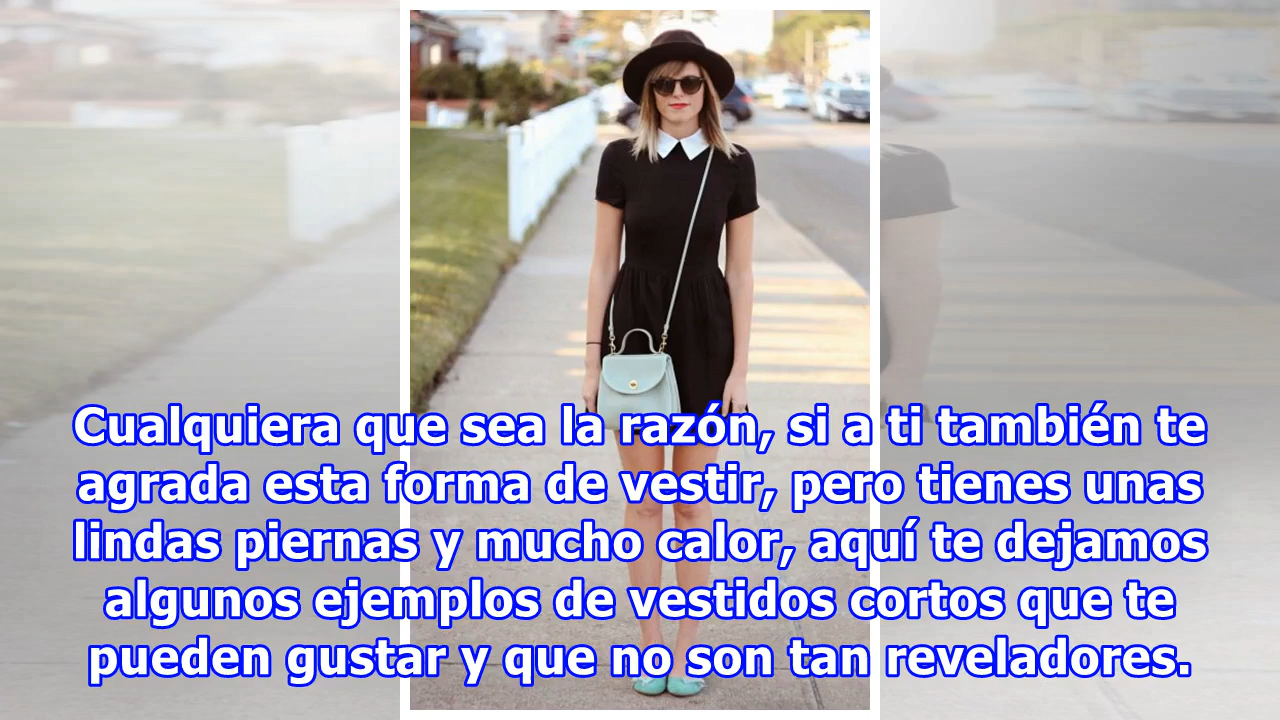 Cualquiera que sea la razón, si a ti también te
agrada esta forma de vestir, pero tienes unas
lindas piernas y mucho calor, aquí te dejamos
algunos ejemplos de vestidos cortos que te
pueden gustar y que no son tan reveladores.